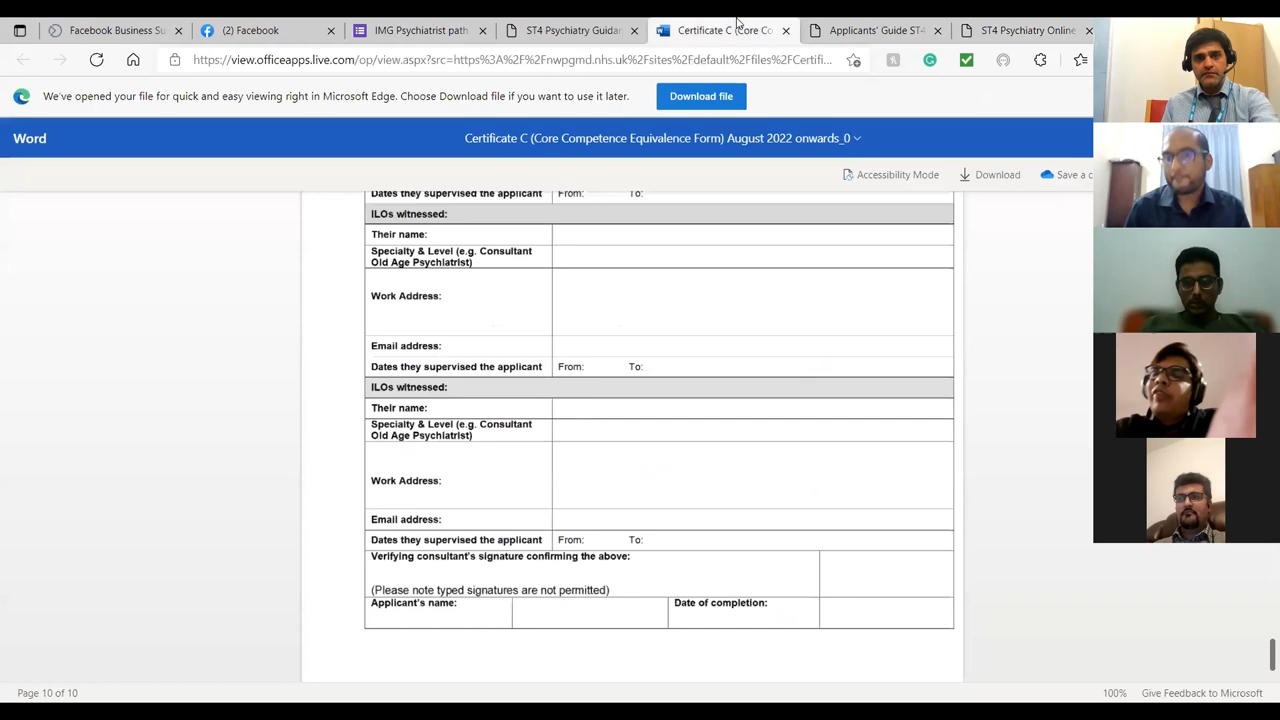 Facebook Business Su
(2) Facebook
IMG Psychiatrist path
ST4 Psychiatry Guidan
Certificate C (Core Co
Applicants' Guide ST4
ST4 Psychiatry Online
https://view.officeapps.live.com/op/view.aspx?src=https%3A%2F%2Fnwpgmd.nhs.uk%2Fsites%2Fdefault%2Ffiles%2FCertifi...
We've opened your file for quick and easy viewing right in Microsoft Edge. Choose Download file if you want to use it later.
Download file
Word
Certificate C (Core Competence Equivalence Form) August 2022 onwards_0
Accessibility Mode
Download
Save a c
Dates they supervised the applicant From: To:
ILOs witnessed:
Their name:
Specialty & Level (e.g. Consultant
Old Age Psychiatrist)
Work Address:
Email address:
Dates they supervised the applicant From: To:
ILOs witnessed:
Their name:
Specialty & Level (e.g. Consultant
Old Age Psychiatrist)
Work Address:
Email address:
Dates they supervised the applicant From: To:
Verifying consultant's signature confirming the above:
(Please note typed signatures are not permitted)
Applicant's name: Date of completion:
Page 10 of 10
100%
Give Feedback to Microsoft